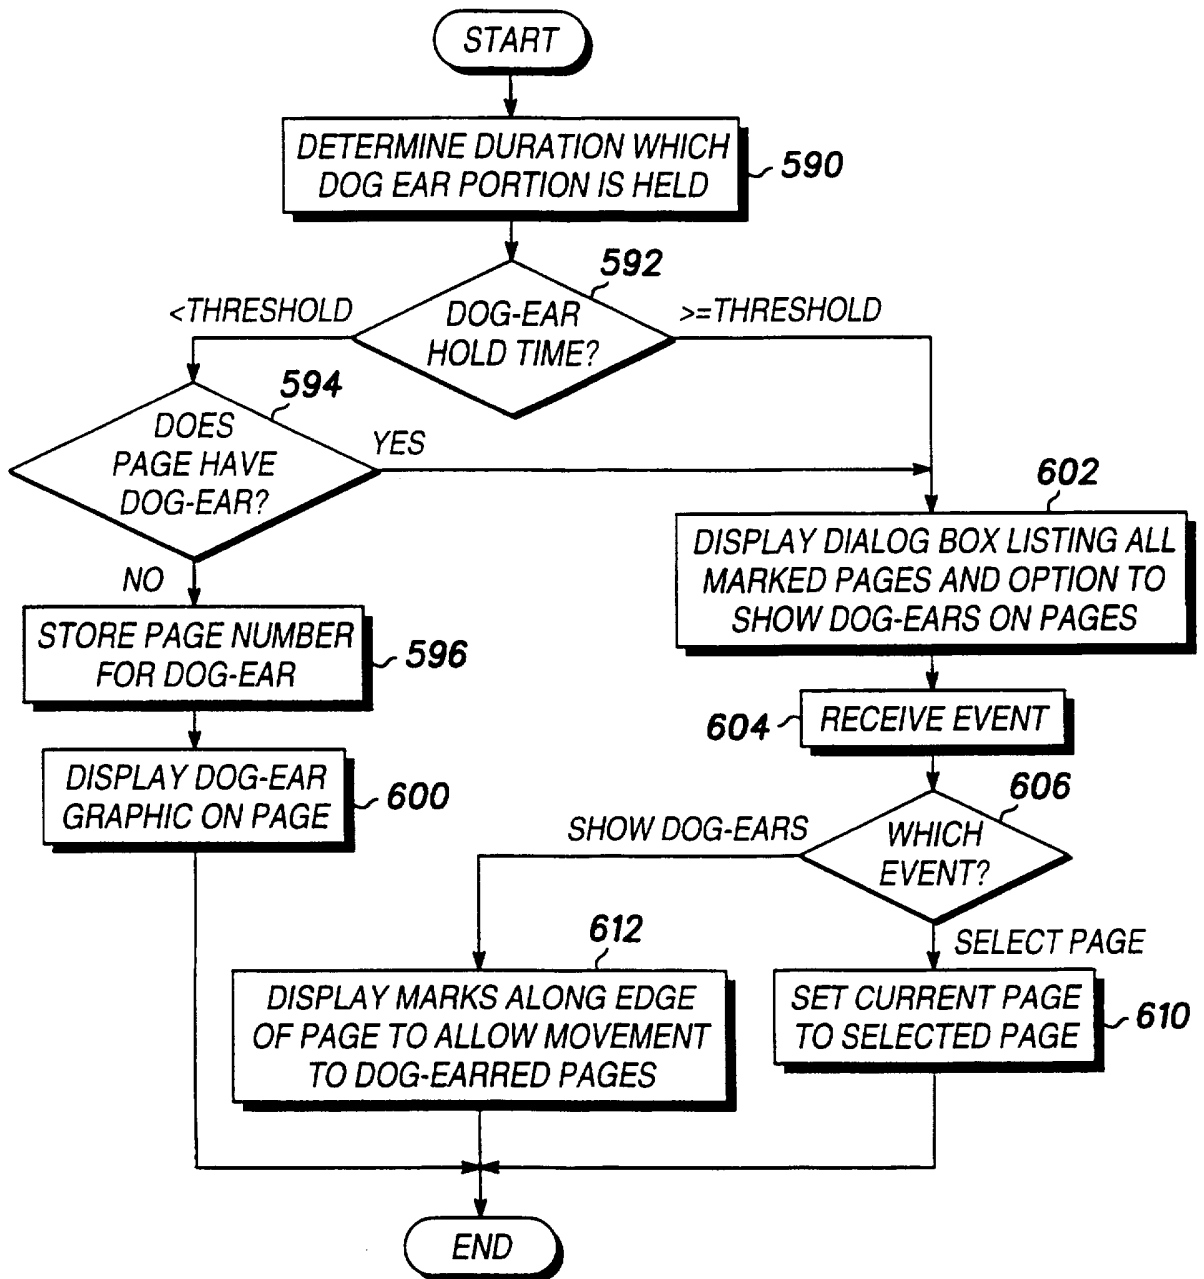 START
DETERMINE DURATION WHICH
DOG EAR PORTION IS HELD
590
592
<THRESHOLD
DOG-EAR
HOLD TIME?
>=THRESHOLD
594
DOES
PAGE HAVE
DOG-EAR?
YES
NO
602
DISPLAY DIALOG BOX LISTING ALL
MARKED PAGES AND OPTION TO
SHOW DOG-EARS ON PAGES
STORE PAGE NUMBER
FOR DOG-EAR
596
604
RECEIVE EVENT
DISPLAY DOG-EAR
GRAPHIC ON PAGE
600
606
SHOW DOG-EARS
WHICH
EVENT?
SELECT PAGE
612
DISPLAY MARKS ALONG EDGE
OF PAGE TO ALLOW MOVEMENT
TO DOG-EARRED PAGES
SET CURRENT PAGE
TO SELECTED PAGE
610
END